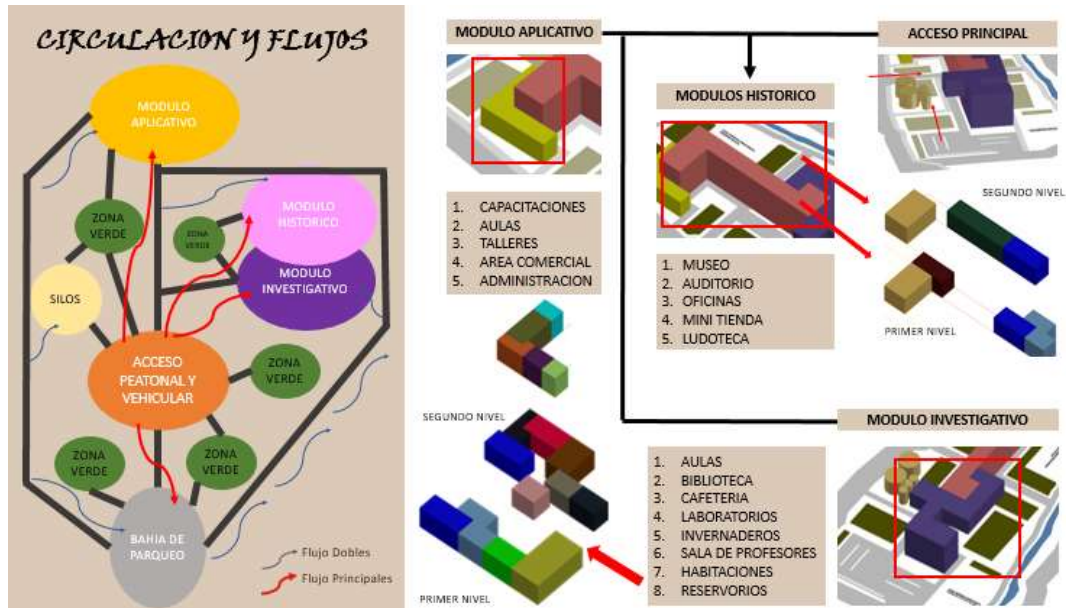 CIRCULACION Y FLUJOS
MODULO
APLICATIVO
ZONA
VERDE
MODULO
HISTÓRICO
ZONA
VERDE
MODULO
INVESTIGATIVO
SILOS
ACCESO
PEATONAL Y
VEHICULAR
ZONA
VERDE
ZONA
VERDE
ZONA
VERDE
BAHIA DE
PARQUEO
Flujo Dobles
Flujo Principales
MODULO APLICATIVO
1. CAPACITACIONES
2. AULAS
3. TALLERES
4. AREA COMERCIAL
5. ADMINISTRACION
MODULOS HISTORICO
1. MUSEO
2. AUDITORIO
3. OFICINAS
4. MINI TIENDA
5. LUDOTECA
ACCESO PRINCIPAL
SEGUNDO NIVEL
PRIMER NIVEL
SEGUNDO NIVEL
PRIMER NIVEL
MODULO INVESTIGATIVO
1. AULAS
2. BIBLIOTECA
3. CAFETERIA
4. LABORATORIOS
5. INVERNADEROS
6. SALA DE PROFESORES
7. HABITACIONES
8. RESERVORIOS